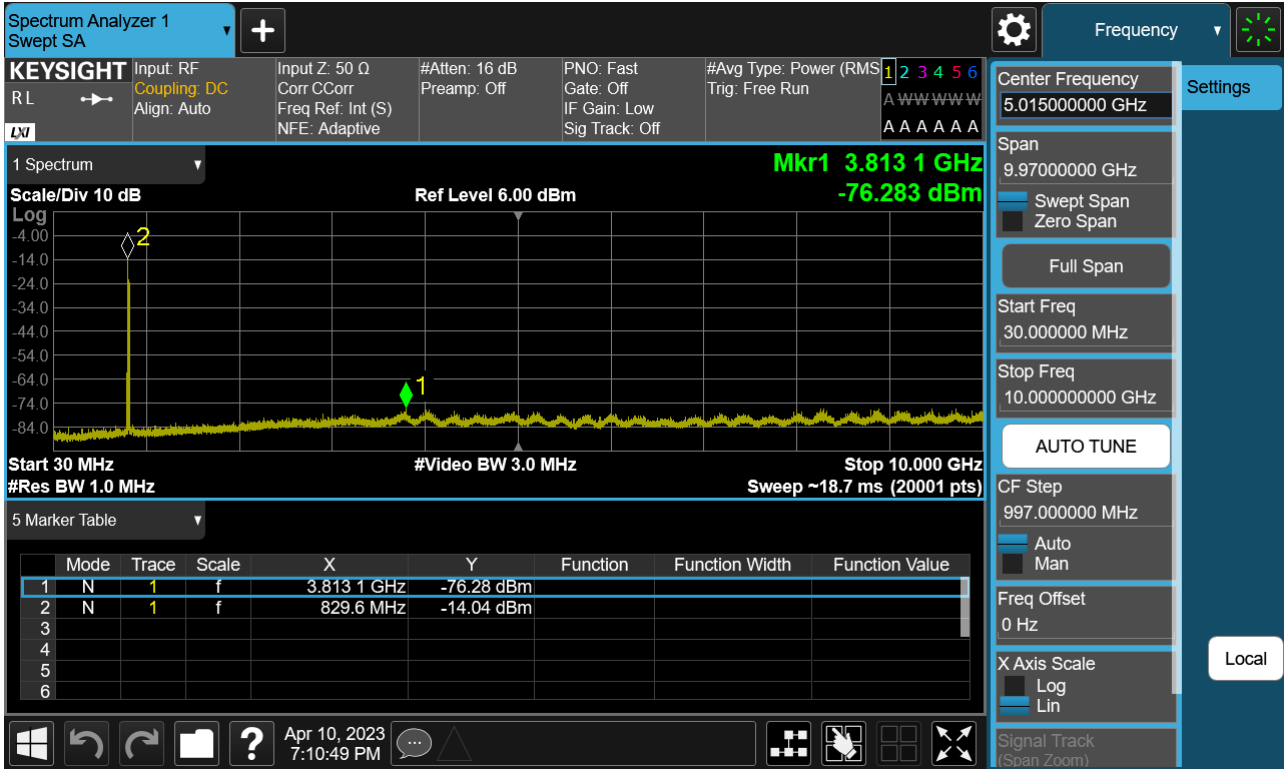 Spectrum Analyzer 1
Swept SA
Frequency
KEYSIGHT
R L
LXI
Input: RF
Coupling: DC
Align: Auto
Input Z: 50 Ω
Corr CCorr
Freq Ref: Int (S)
NFE: Adaptive
#Atten: 16 dB
Preamp: Off
PNO: Fast
Gate: Off
IF Gain: Low
Sig Track: Off
#Avg Type: Power (RMS
Trig: Free Run
1 2 3 4 5 6
A W W W W W
A A A A A A
1 Spectrum
Mkr1 3.813 1 GHz
-76.283 dBm
Scale/Div 10 dB
Ref Level 6.00 dBm
Log
-4.00
-14.0
-24.0
-34.0
-44.0
-54.0
-64.0
-74.0
-84.0
2
1
Start 30 MHz
#Video BW 3.0 MHz
Stop 10.000 GHz
#Res BW 1.0 MHz
Sweep ~18.7 ms (20001 pts)
5 Marker Table
Mode Trace Scale X Y Function Function Width Function Value
1 N 1 f 3.813 1 GHz -76.28 dBm
2 N 1 f 829.6 MHz -14.04 dBm
3
4
5
6
Apr 10, 2023
7:10:49 PM
Center Frequency
5.015000000 GHz
Span
9.97000000 GHz
Swept Span
Zero Span
Full Span
Start Freq
30.000000 MHz
Stop Freq
10.000000000 GHz
AUTO TUNE
CF Step
997.000000 MHz
Auto
Man
Freq Offset
0 Hz
X Axis Scale
Log
Lin
Signal Track
(Span Zoom)
Settings
Local